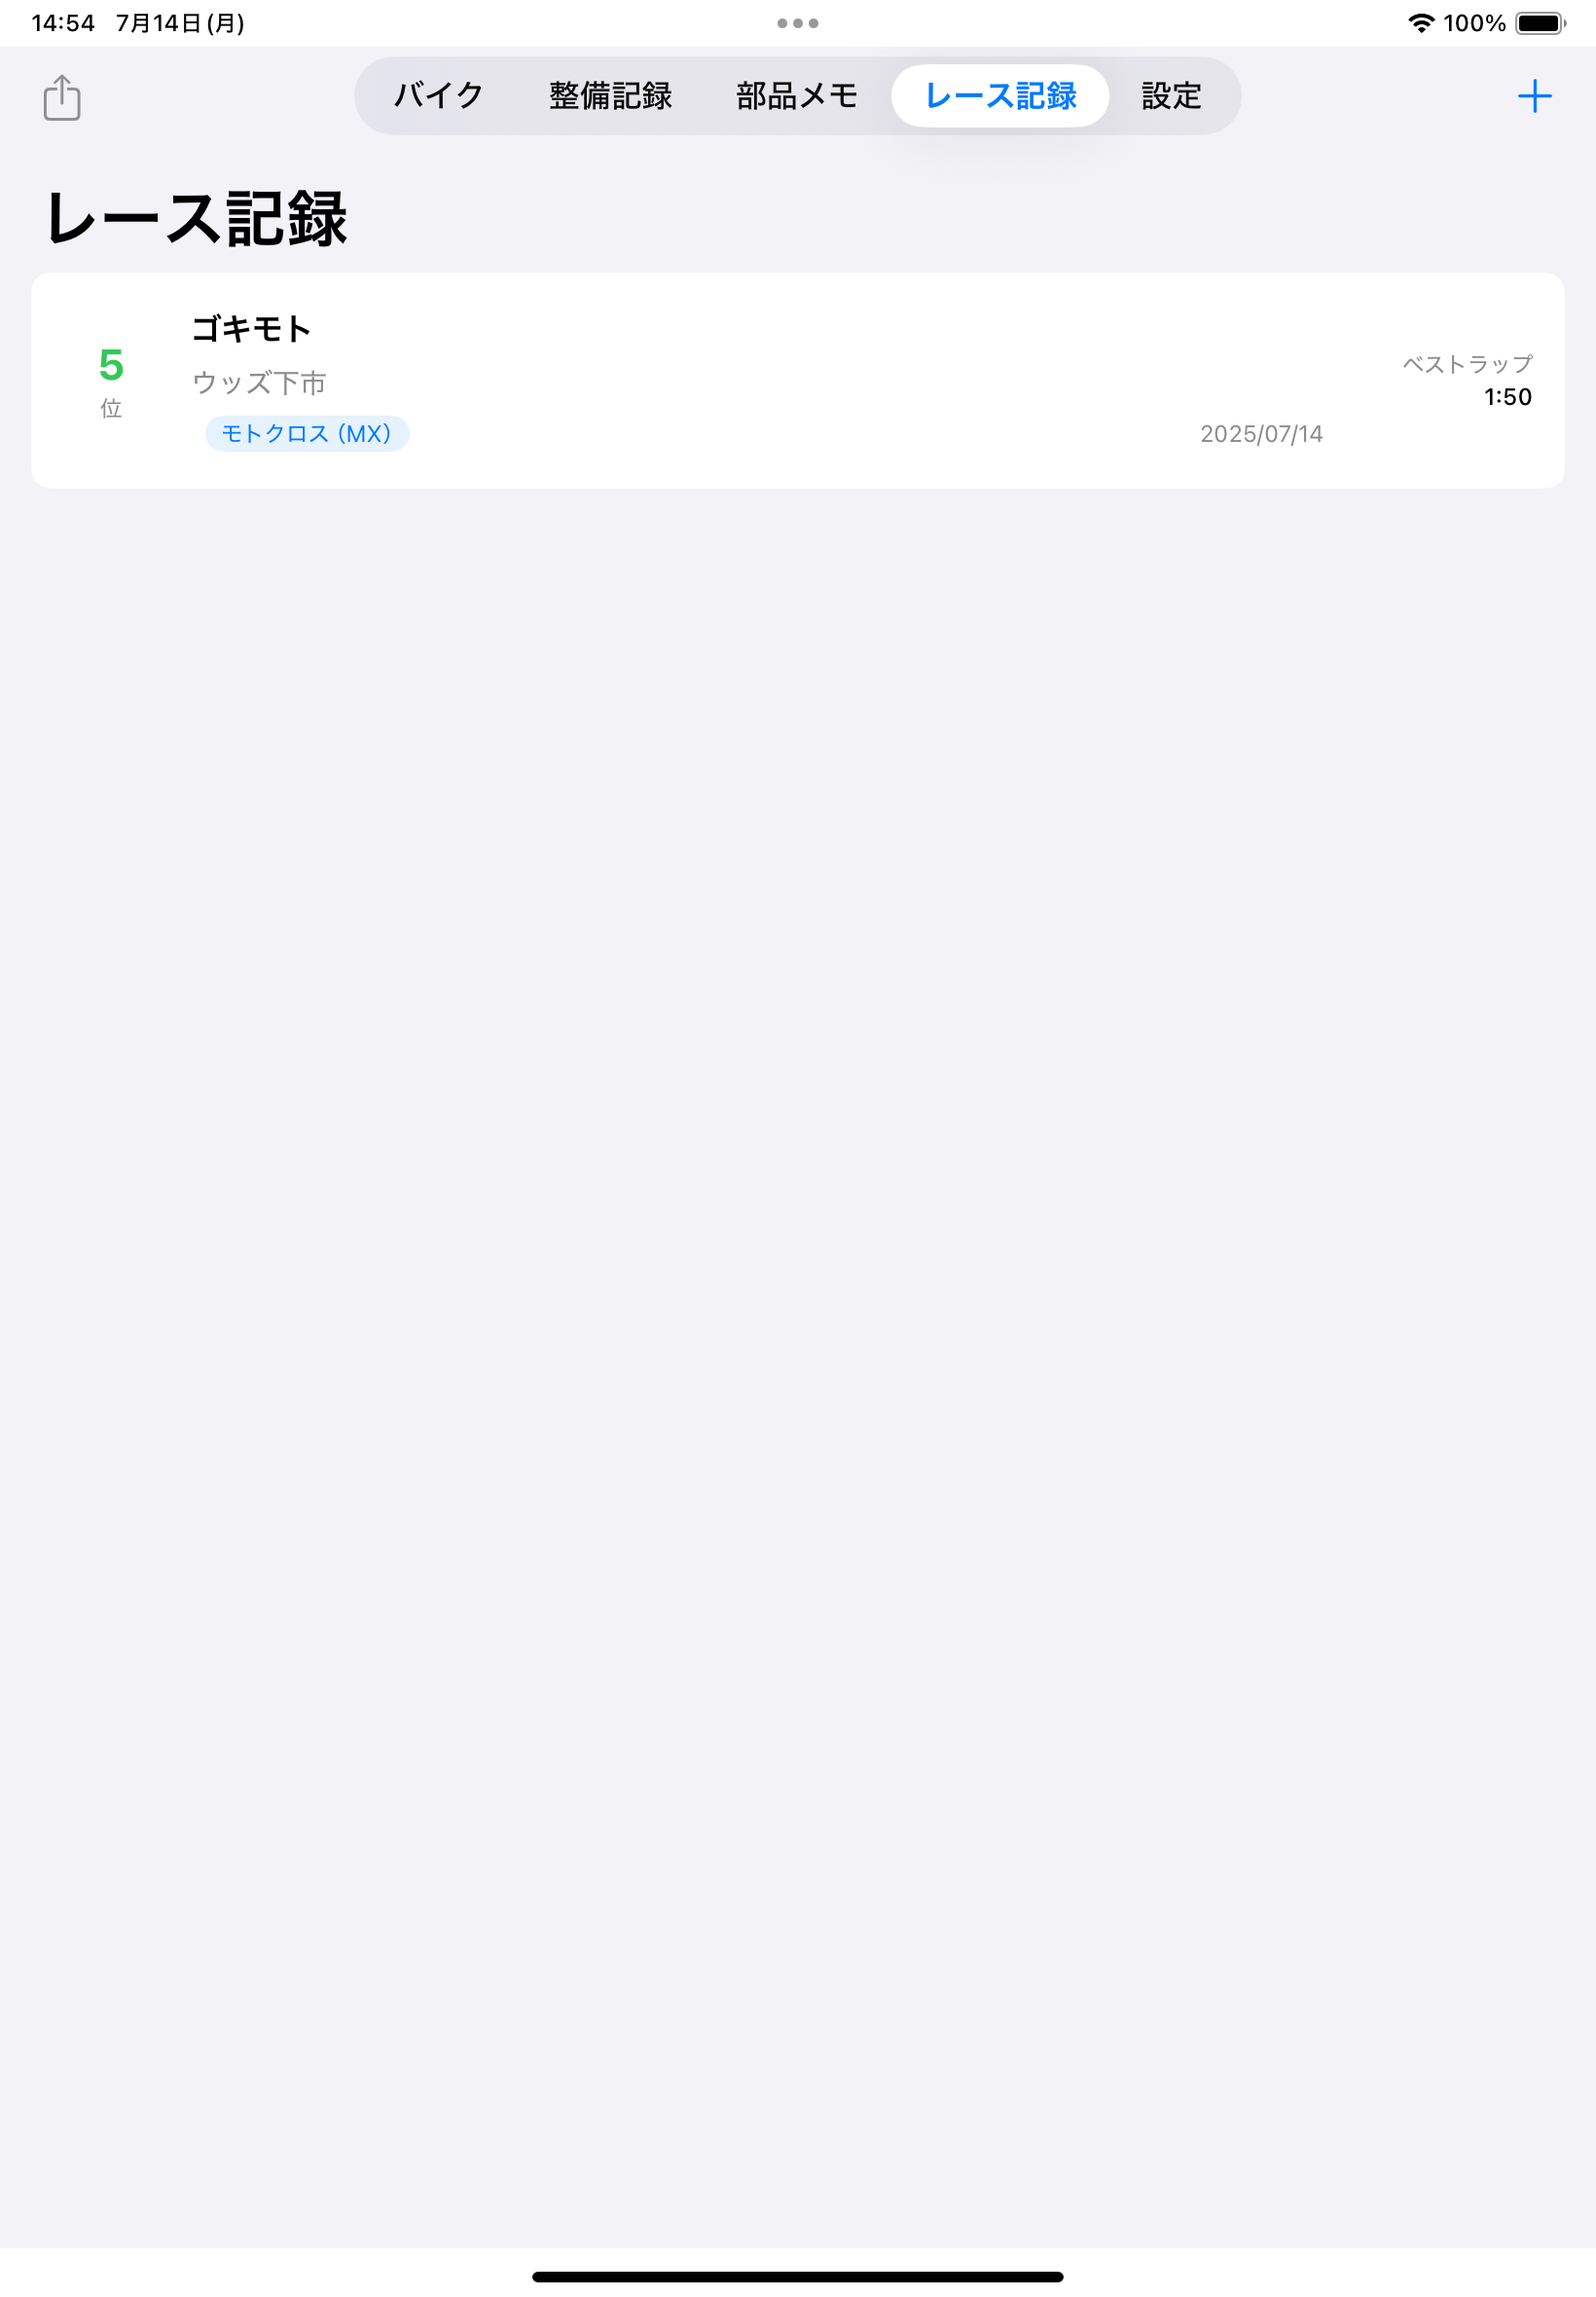 14:54 7月14日(月)
100%
バイク 整備記録 部品メモ レース記録 設定
レース記録
5
位
ゴキモト
ウッズ下市
モトクロス（MX）
2025/07/14
ベストラップ
1:50